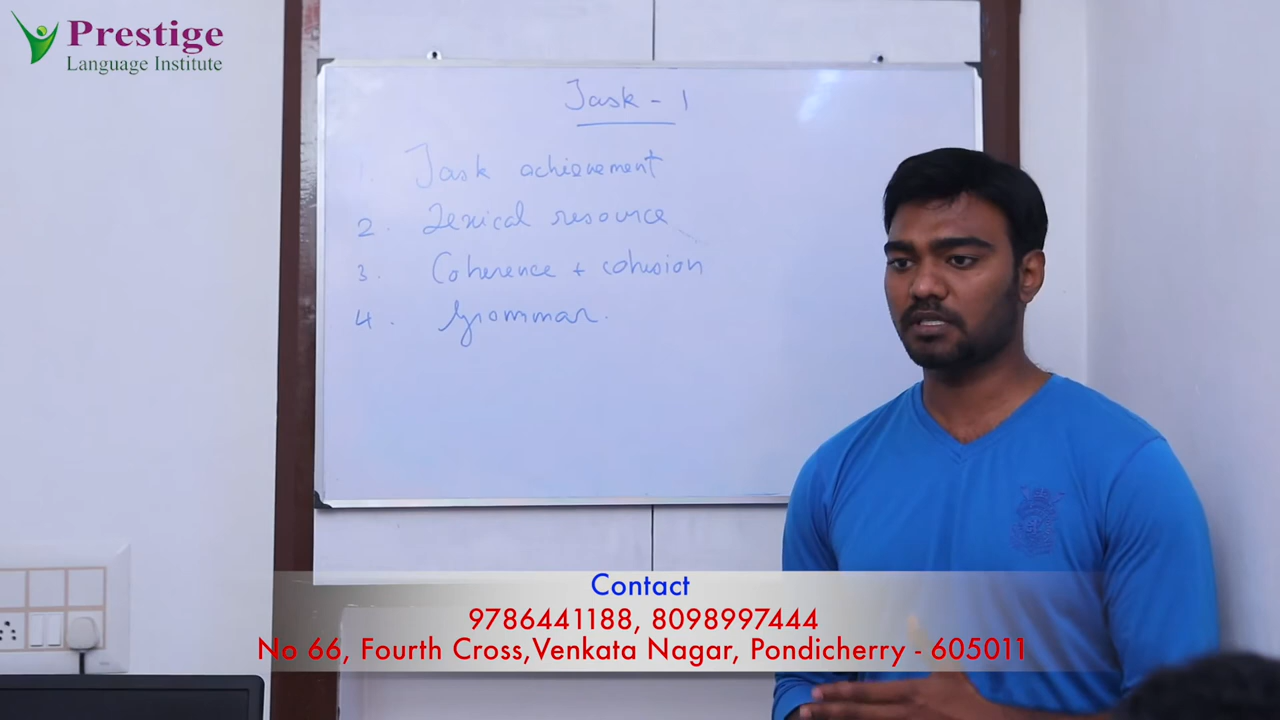 Prestige
Language Institute
Task - 1
1. Task achievement
2. Lexical resource
3. Coherence + cohesion
4. Grammar.
Contact
9786441188, 8098997444
No 66, Fourth Cross,Venkata Nagar, Pondicherry - 605011